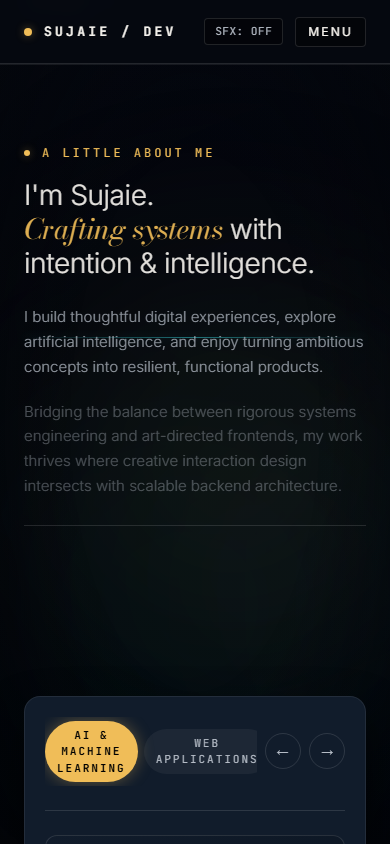 SUJAIE / DEV
SFX: OFF
MENU
A LITTLE ABOUT ME
I'm Sujaie.
Crafting systems with
intention & intelligence.
I build thoughtful digital experiences, explore
artificial intelligence, and enjoy turning ambitious
concepts into resilient, functional products.
Bridging the balance between rigorous systems
engineering and art-directed frontends, my work
thrives where creative interaction design
intersects with scalable backend architecture.
AI &
MACHINE
LEARNING
WEB
APPLICATIONS
← →